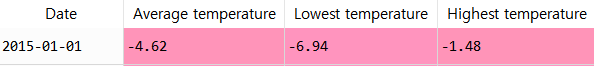 Date Average temperature Lowest temperature Highest temperature
2015-01-01 -4.62 -6.94 -1.48